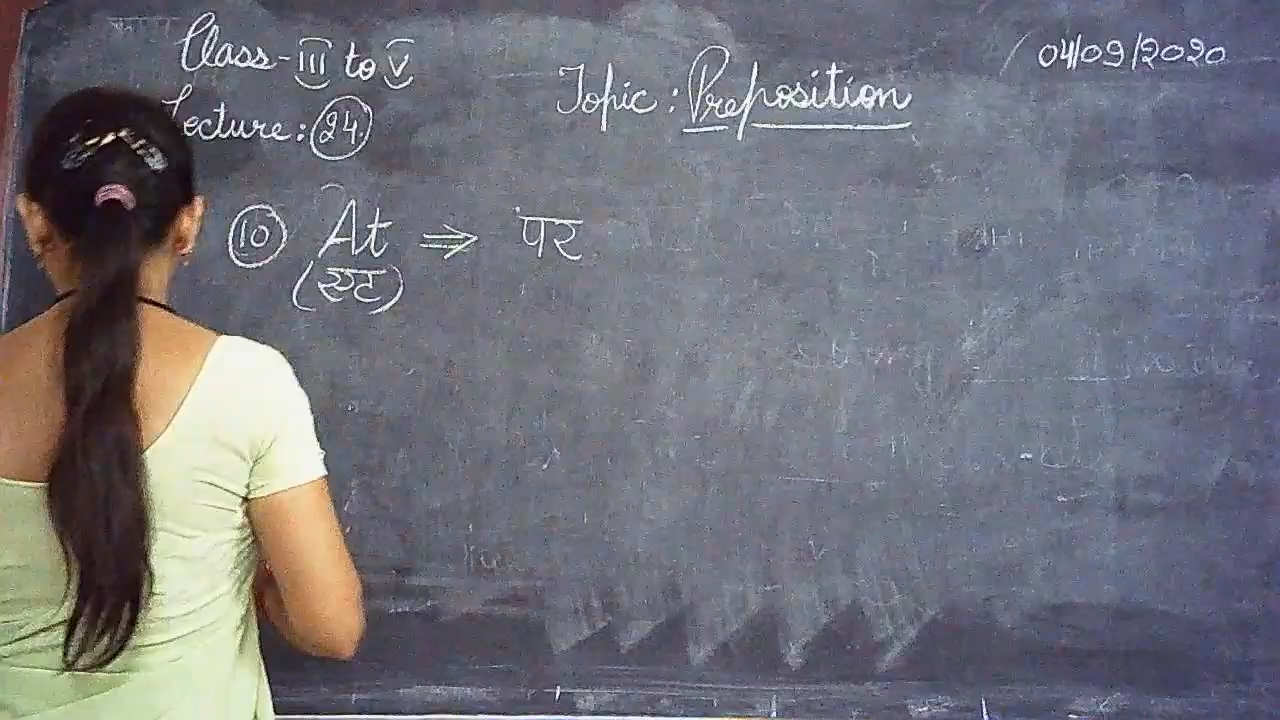 Class-III to V
04/09/2020
Topic: Preposition
Lecture: 24.
10 At ⇒ पर
(एट)